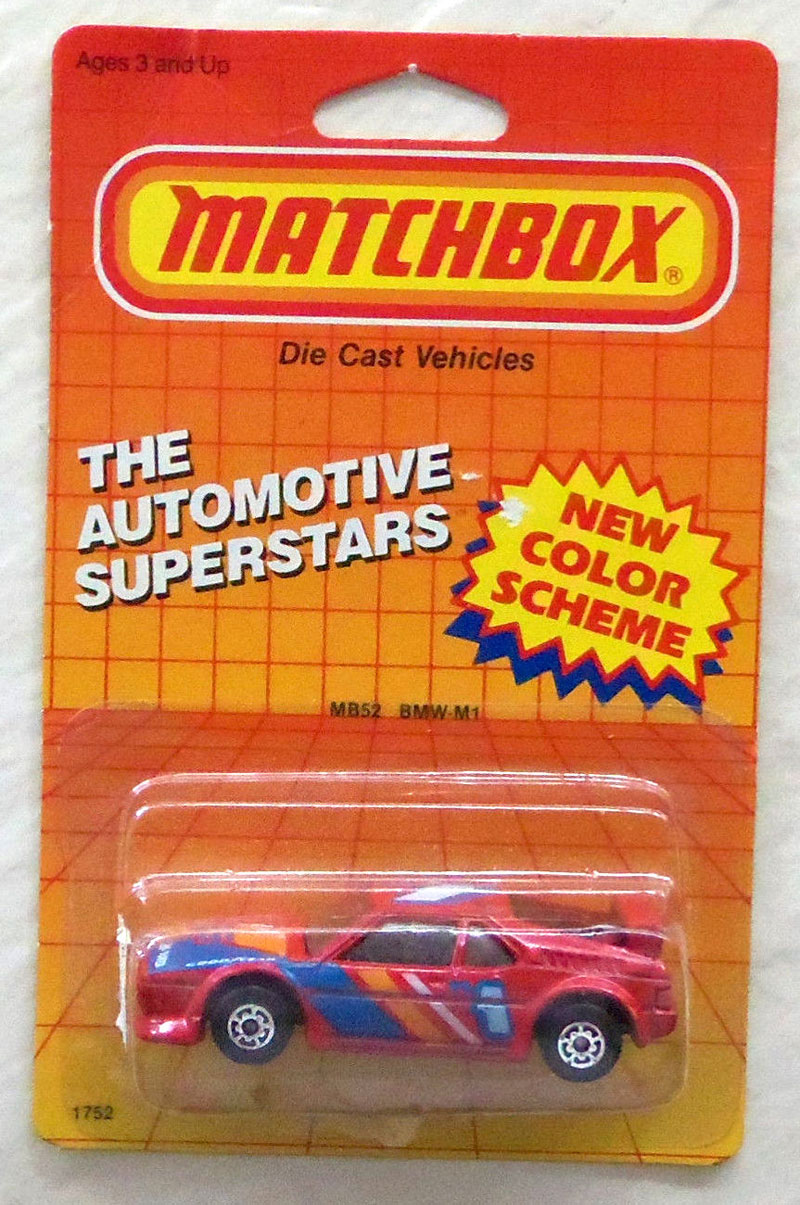 Ages 3 and Up
MATCHBOX®
Die Cast Vehicles
THE
AUTOMOTIVE
SUPERSTARS
NEW
COLOR
SCHEME
MB52 BMW-M1
1752